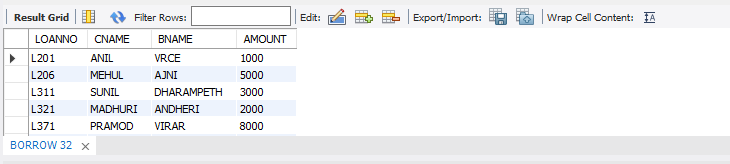 Result Grid Filter Rows: Edit: Export/Import: Wrap Cell Content: IA
LOANNO CNAME BNAME AMOUNT
L201 ANIL VRCE 1000
L206 MEHUL AJNI 5000
L311 SUNIL DHARAMPETH 3000
L321 MADHURI ANDHERI 2000
L371 PRAMOD VIRAR 8000
BORROW 32 ×